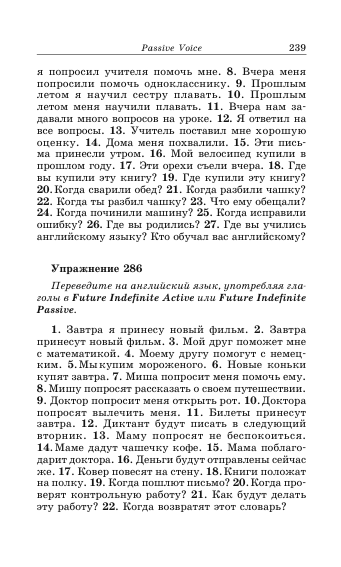 Passive Voice 239
я попросил учителя помочь мне. 8. Вчера меня
попросили помочь однокласснику. 9. Прошлым
летом я научил сестру плавать. 10. Прошлым
летом меня научили плавать. 11. Вчера нам за-
давали много вопросов на уроке. 12. Я ответил на
все вопросы. 13. Учитель поставил мне хорошую
оценку. 14. Дома меня похвалили. 15. Эти пись-
ма принесли утром. 16. Мой велосипед купили в
прошлом году. 17. Эти орехи съели вчера. 18. Где
вы купили эту книгу? 19. Где купили эту книгу?
20. Когда сварили обед? 21. Когда разбили чашку?
22. Когда ты разбил чашку? 23. Что ему обещали?
24. Когда починили машину? 25. Когда исправили
ошибку? 26. Где вы родились? 27. Где вы учились
английскому языку? Кто обучал вас английскому?
Упражнение 286
Переведите на английский язык, употребляя гла-
голы в Future Indefinite Active или Future Indefinite
Passive.
1. Завтра я принесу новый фильм. 2. Завтра
принесут новый фильм. 3. Мой друг поможет мне
с математикой. 4. Моему другу помогут с немец-
ким. 5. Мы купим мороженого. 6. Новые коньки
купят завтра. 7. Миша попросит меня помочь ему.
8. Мишу попросят рассказать о своем путешествии.
9. Доктор попросит меня открыть рот. 10. Доктора
попросят вылечить меня. 11. Билеты принесут
завтра. 12. Диктант будут писать в следующий
вторник. 13. Маму попросят не беспокоиться.
14. Маме дадут чашечку кофе. 15. Мама поблаго-
дарит доктора. 16. Деньги будут отправлены сейчас
же. 17. Ковер повесят на стену. 18. Книги положат
на полку. 19. Когда пошлют письмо? 20. Когда про-
верят контрольную работу? 21. Как будут делать
эту работу? 22. Когда возвратят этот словарь?